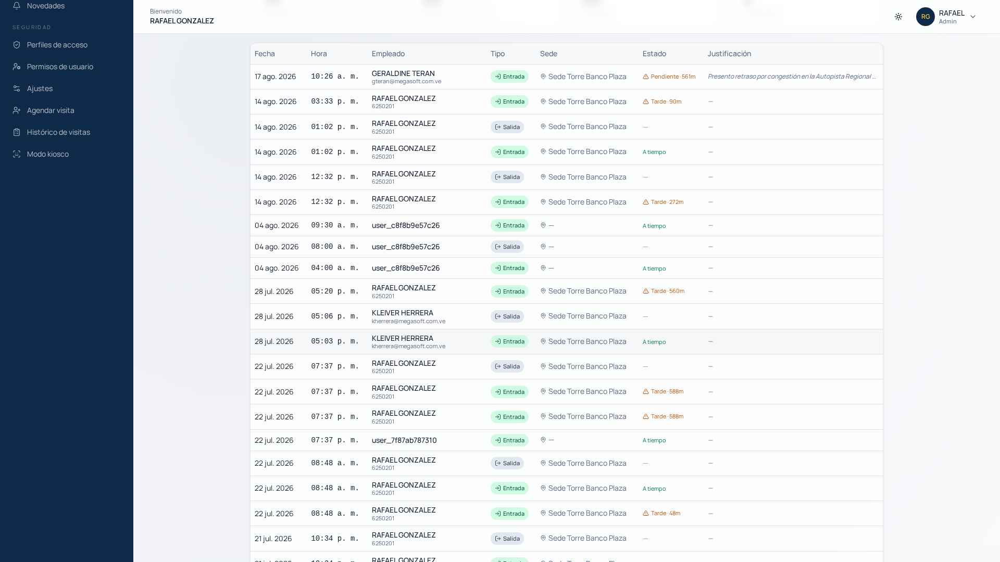 Novedades
SEGURIDAD
Perfiles de acceso
Permisos de usuario
Ajustes
Agendar visita
Histórico de visitas
Modo kiosco
Bienvenido
RAFAEL GONZALEZ
RG
RAFAEL
Admin
Fecha Hora Empleado Tipo Sede Estado Justificación
17 ago. 2026 10:26 a. m. GERALDINE TERAN Entrada Sede Torre Banco Plaza Pendiente · 561m Presento retraso por congestión en la Autopista Regional ...
gteran@megasoft.com.ve
14 ago. 2026 03:33 p. m. RAFAEL GONZALEZ Entrada Sede Torre Banco Plaza Tarde · 90m —
6250201
14 ago. 2026 01:02 p. m. RAFAEL GONZALEZ Salida Sede Torre Banco Plaza — —
6250201
14 ago. 2026 01:02 p. m. RAFAEL GONZALEZ Entrada Sede Torre Banco Plaza A tiempo —
6250201
14 ago. 2026 12:32 p. m. RAFAEL GONZALEZ Salida Sede Torre Banco Plaza — —
6250201
14 ago. 2026 12:32 p. m. RAFAEL GONZALEZ Entrada Sede Torre Banco Plaza Tarde · 272m —
6250201
04 ago. 2026 09:30 a. m. user_c8f8b9e57c26 Entrada — A tiempo —
04 ago. 2026 08:00 a. m. user_c8f8b9e57c26 Salida — — —
04 ago. 2026 04:00 a. m. user_c8f8b9e57c26 Entrada — A tiempo —
28 jul. 2026 05:20 p. m. RAFAEL GONZALEZ Entrada Sede Torre Banco Plaza Tarde · 560m —
6250201
28 jul. 2026 05:06 p. m. KLEIVER HERRERA Salida Sede Torre Banco Plaza — —
kherrera@megasoft.com.ve
28 jul. 2026 05:03 p. m. KLEIVER HERRERA Entrada Sede Torre Banco Plaza A tiempo —
kherrera@megasoft.com.ve
22 jul. 2026 07:37 p. m. RAFAEL GONZALEZ Salida Sede Torre Banco Plaza — —
6250201
22 jul. 2026 07:37 p. m. RAFAEL GONZALEZ Entrada Sede Torre Banco Plaza Tarde · 588m —
6250201
22 jul. 2026 07:37 p. m. RAFAEL GONZALEZ Entrada Sede Torre Banco Plaza Tarde · 588m —
6250201
22 jul. 2026 07:37 p. m. user_7f87ab787310 Entrada — A tiempo —
22 jul. 2026 08:48 a. m. RAFAEL GONZALEZ Salida Sede Torre Banco Plaza — —
6250201
22 jul. 2026 08:48 a. m. RAFAEL GONZALEZ Entrada Sede Torre Banco Plaza A tiempo —
6250201
22 jul. 2026 08:48 a. m. RAFAEL GONZALEZ Entrada Sede Torre Banco Plaza Tarde · 48m —
6250201
21 jul. 2026 10:34 p. m. RAFAEL GONZALEZ Salida Sede Torre Banco Plaza — —
6250201
RAFAEL GONZALEZ